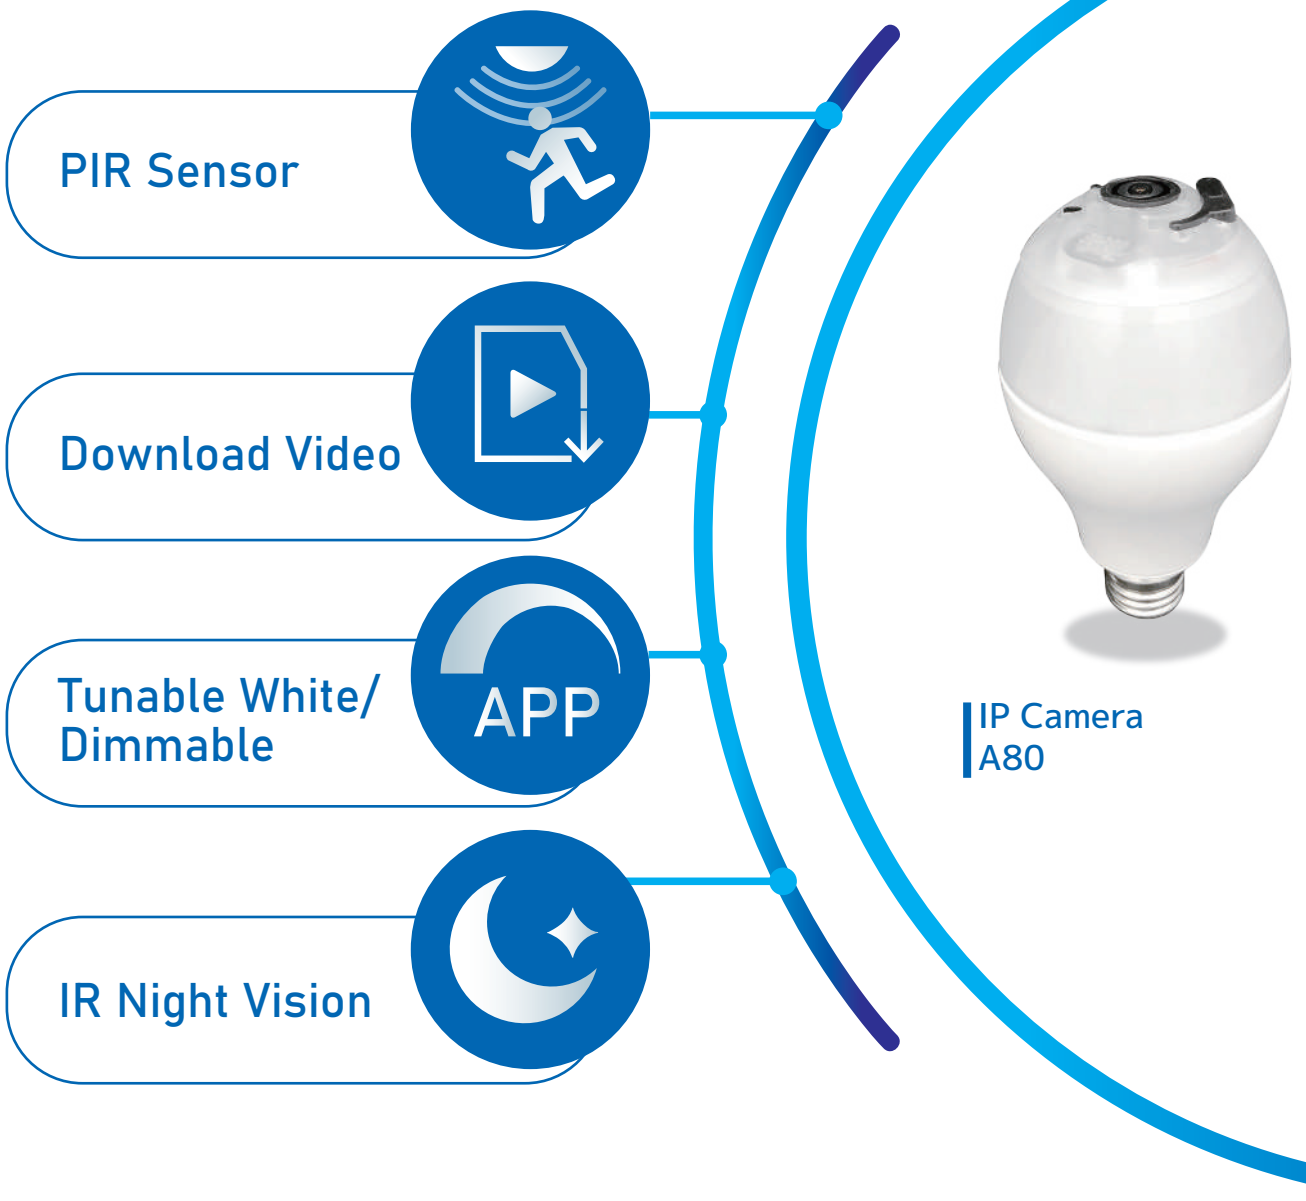 PIR Sensor
Download Video
Tunable White/
Dimmable
APP
IR Night Vision
IP Camera
A80